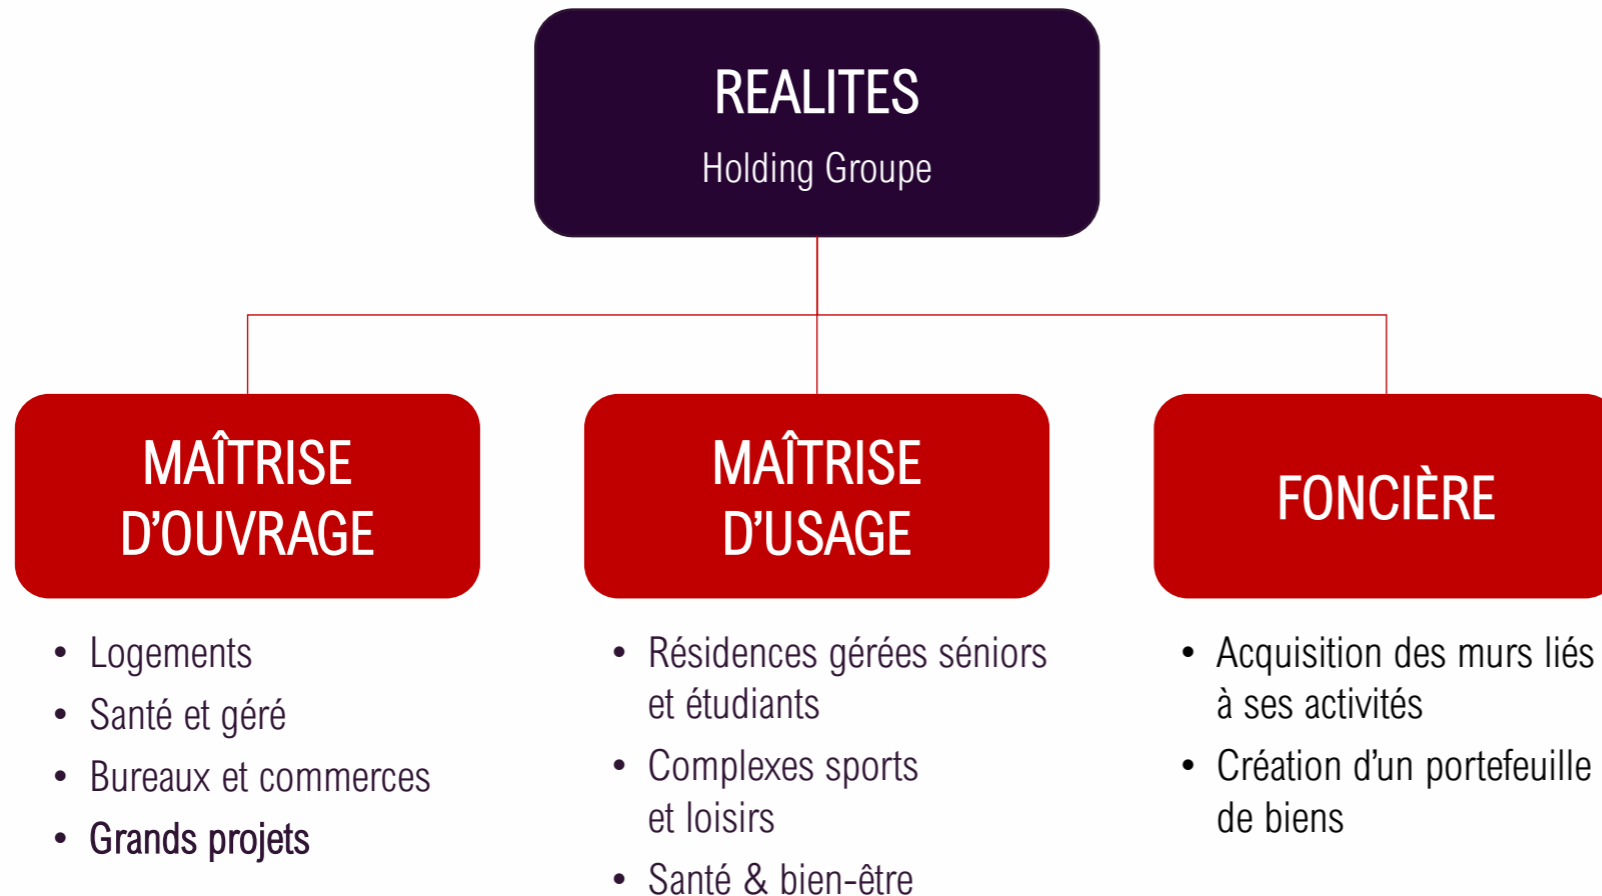 REALITES
Holding Groupe
MAÎTRISE
D'OUVRAGE
• Logements
• Santé et géré
• Bureaux et commerces
• Grands projets
MAÎTRISE
D'USAGE
• Résidences gérées séniors
et étudiants
• Complexes sports
et loisirs
• Santé & bien-être
FONCIÈRE
• Acquisition des murs liés
à ses activités
• Création d'un portefeuille
de biens